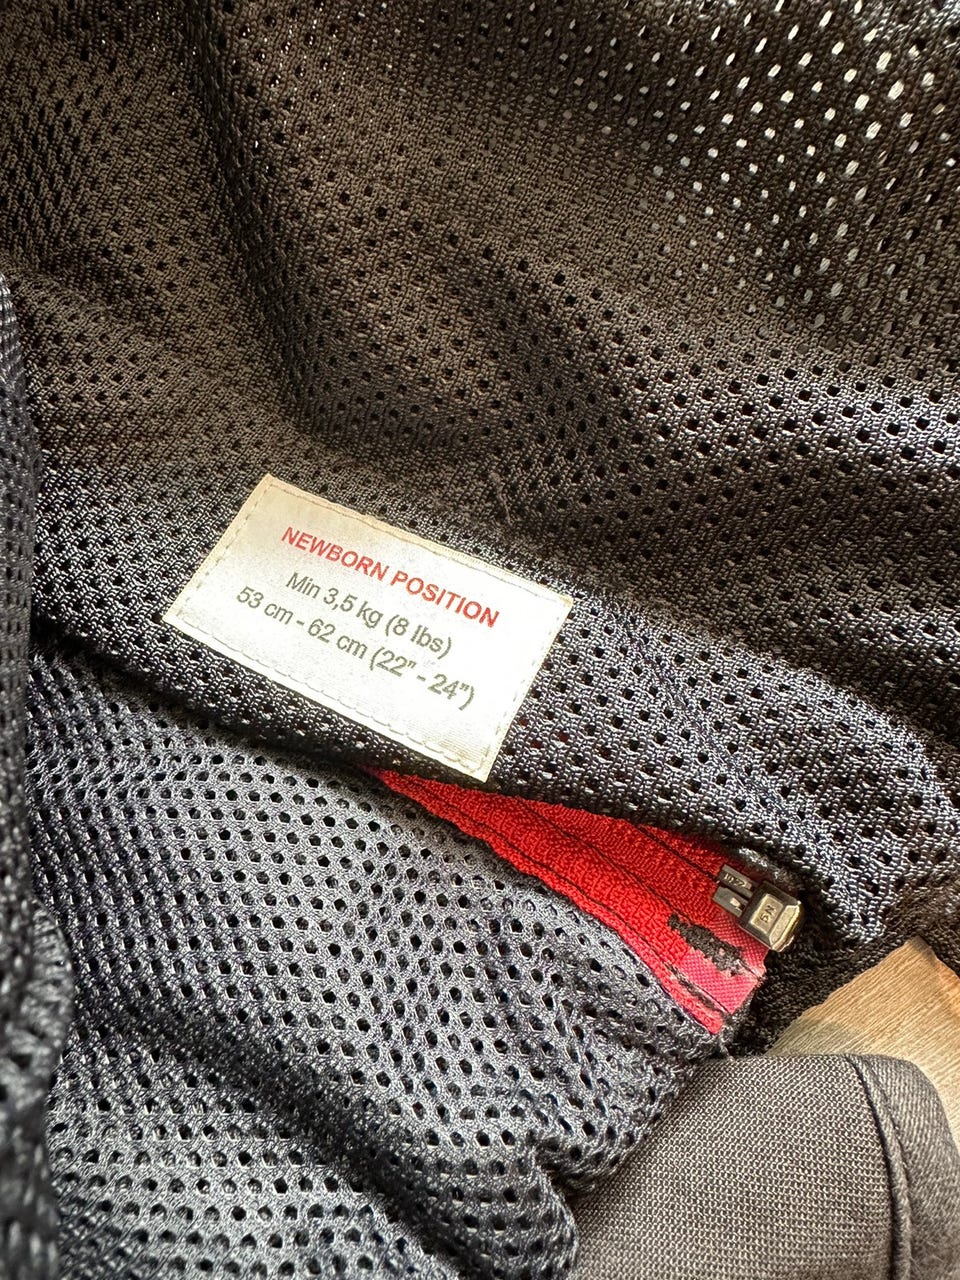 NEWBORN POSITION
Min 3,5 kg (8 lbs)
53 cm - 62 cm (22" - 24")